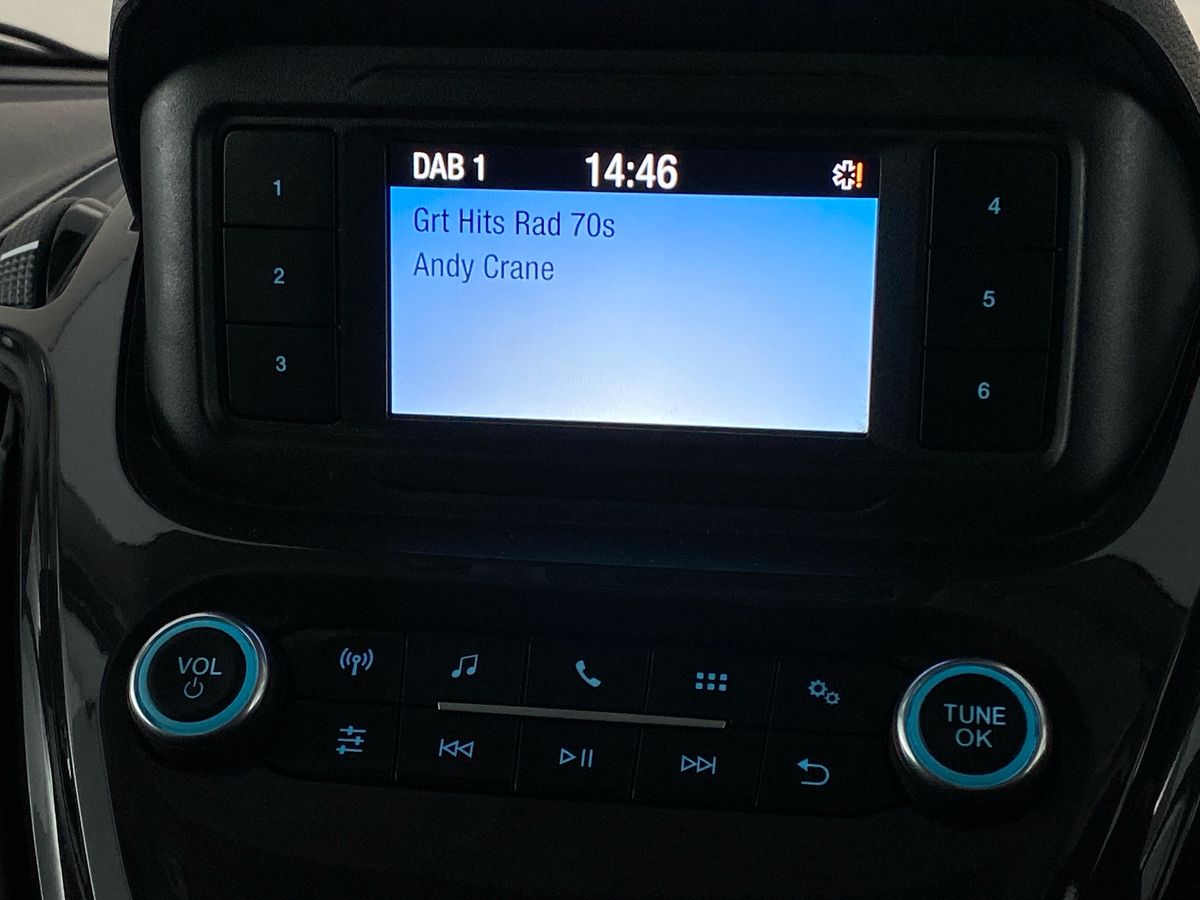 DAB 1 14:46
Grt Hits Rad 70s
Andy Crane
1
2
3
4
5
6
VOL
TUNE
OK